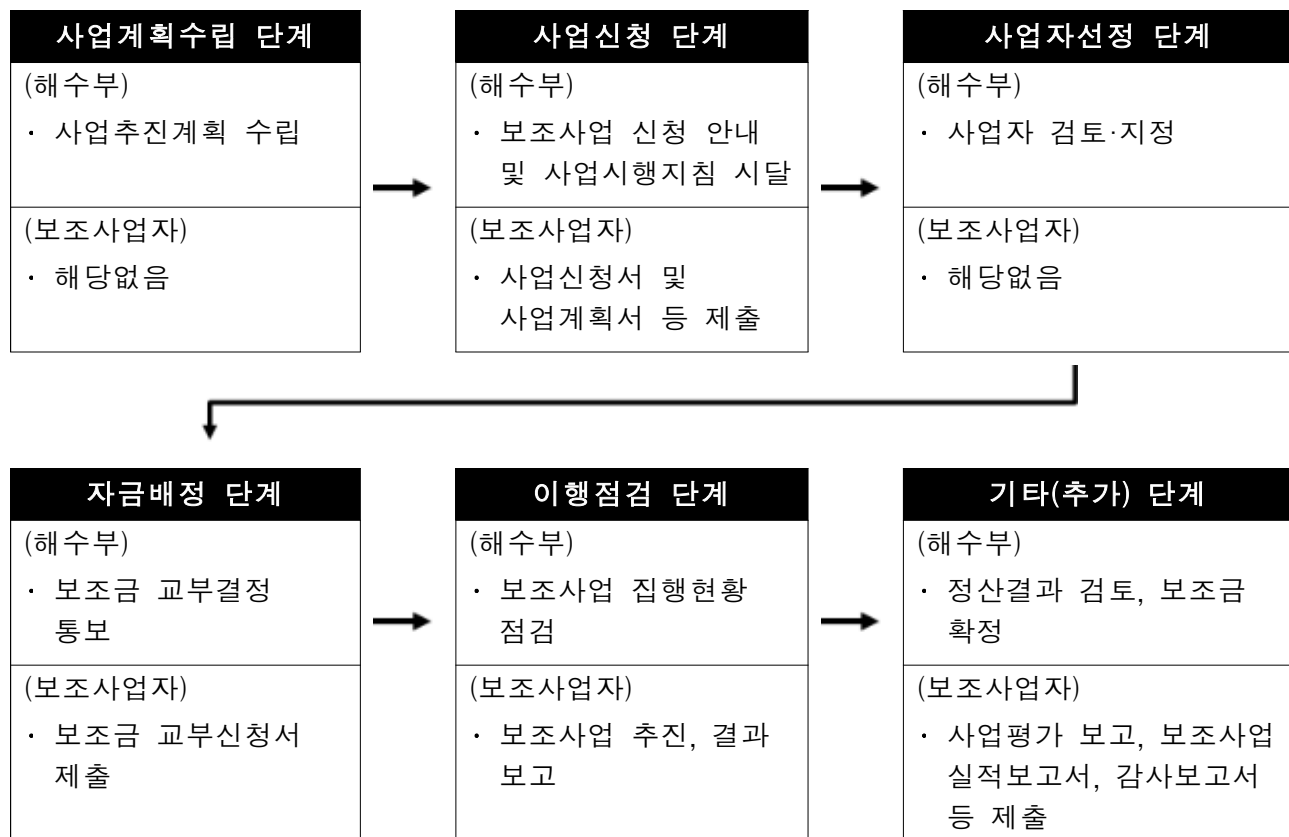 사업계획수립 단계
(해수부)
· 사업추진계획 수립
(보조사업자)
· 해당없음
사업신청 단계
(해수부)
· 보조사업 신청 안내
및 사업시행지침 시달
(보조사업자)
· 사업신청서 및
사업계획서 등 제출
사업자선정 단계
(해수부)
· 사업자 검토·지정
(보조사업자)
· 해당없음
자금배정 단계
(해수부)
· 보조금 교부결정
통보
(보조사업자)
· 보조금 교부신청서
제출
이행점검 단계
(해수부)
· 보조사업 집행현황
점검
(보조사업자)
· 보조사업 추진, 결과
보고
기타(추가) 단계
(해수부)
· 정산결과 검토, 보조금
확정
(보조사업자)
· 사업평가 보고, 보조사업
실적보고서, 감사보고서
등 제출